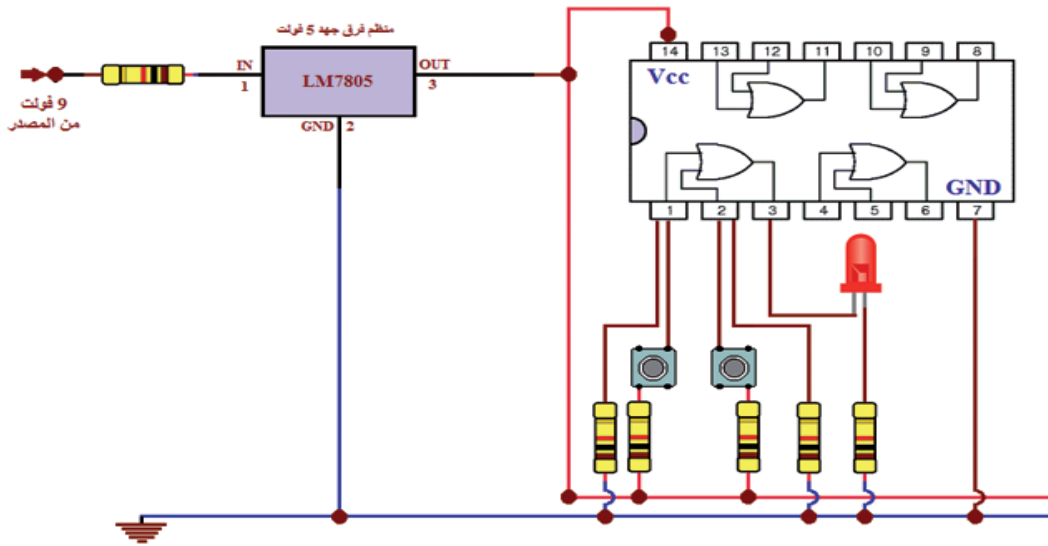 منظم فرق جهد 5 فولت
IN
LM7805
OUT
1
3
GND
2
9 فولت
من المصدر
14 13 12 11 10 9 8
Vcc
GND
1 2 3 4 5 6 7